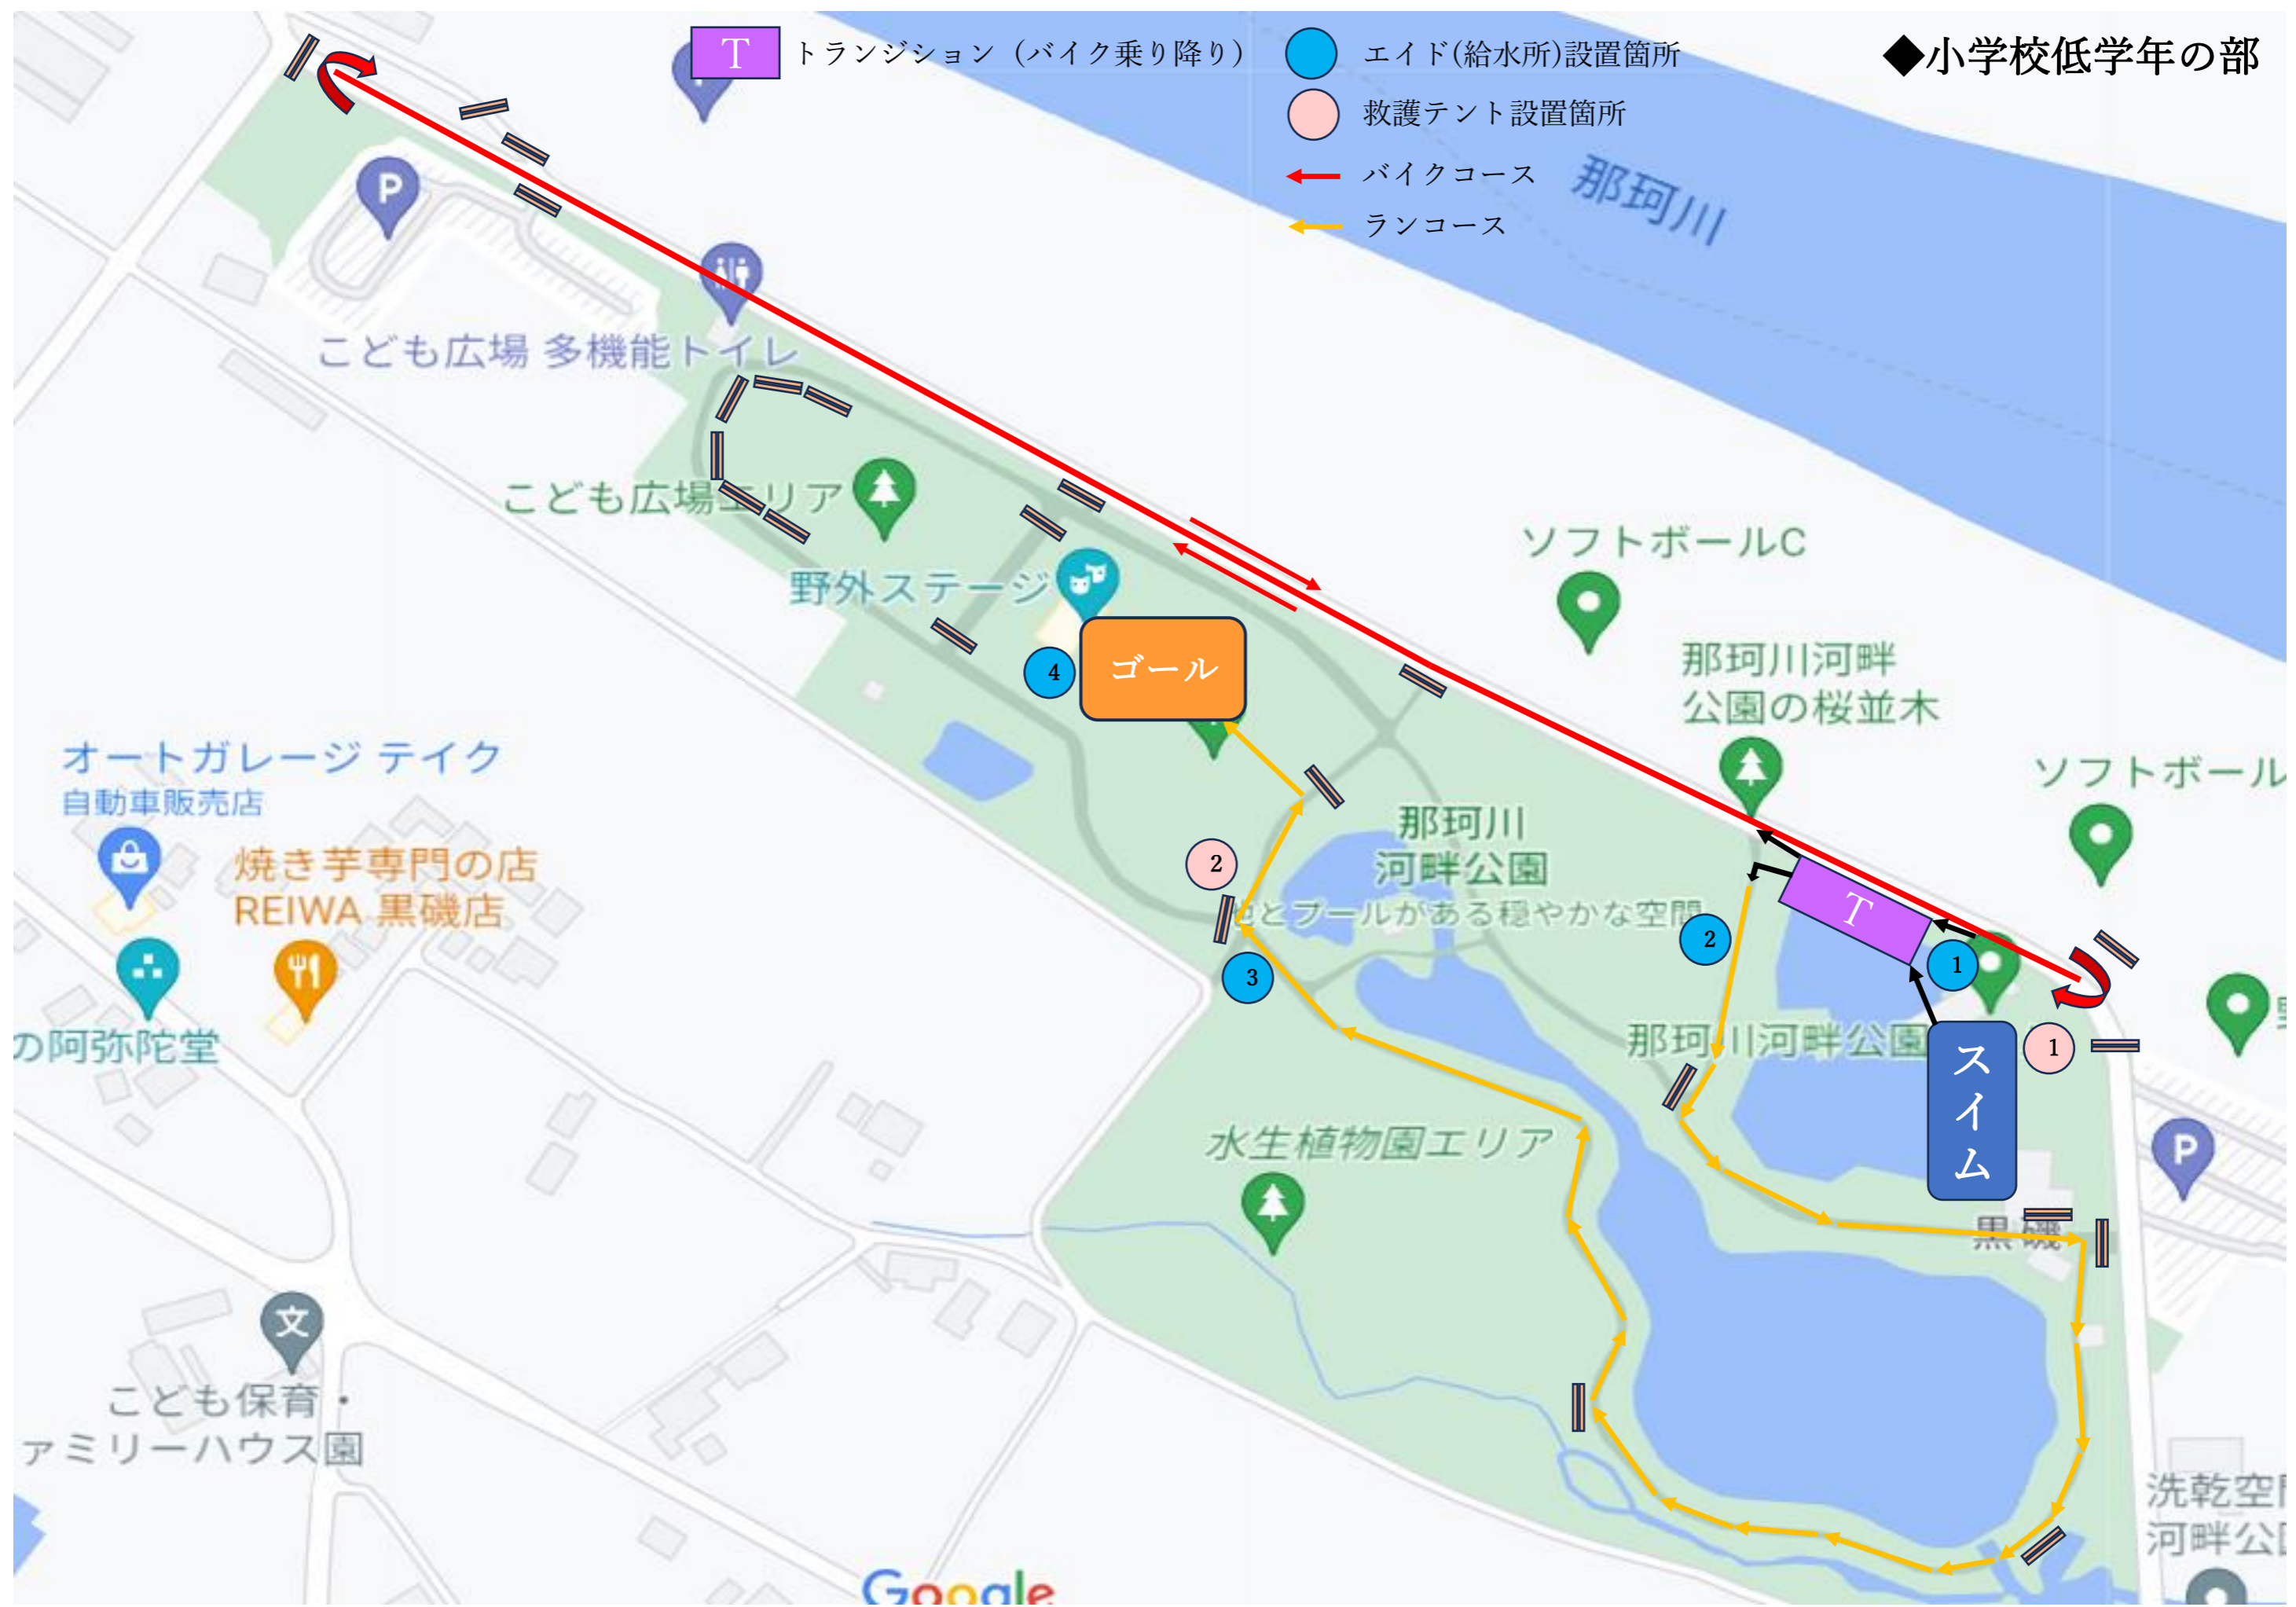 T トランジション（バイク乗り降り）
エイド(給水所)設置箇所
◆小学校低学年の部
救護テント設置箇所
バイクコース
ランコース
那珂川
P
こども広場 多機能トイレ
こども広場エリア
ソフトボールC
野外ステージ
4
ゴール
那珂川河畔
公園の桜並木
オートガレージ テイク
自動車販売店
ソフトボール
那珂川
河畔公園
池とプールがある穏やかな空間
焼き芋専門の店
REIWA 黒磯店
2
T
2
1
3
の阿弥陀堂
那珂川河畔公園
スイム
1
水生植物園エリア
P
黒磯
文
こども保育・
ァミリーハウス園
洗乾空
河畔公
Google